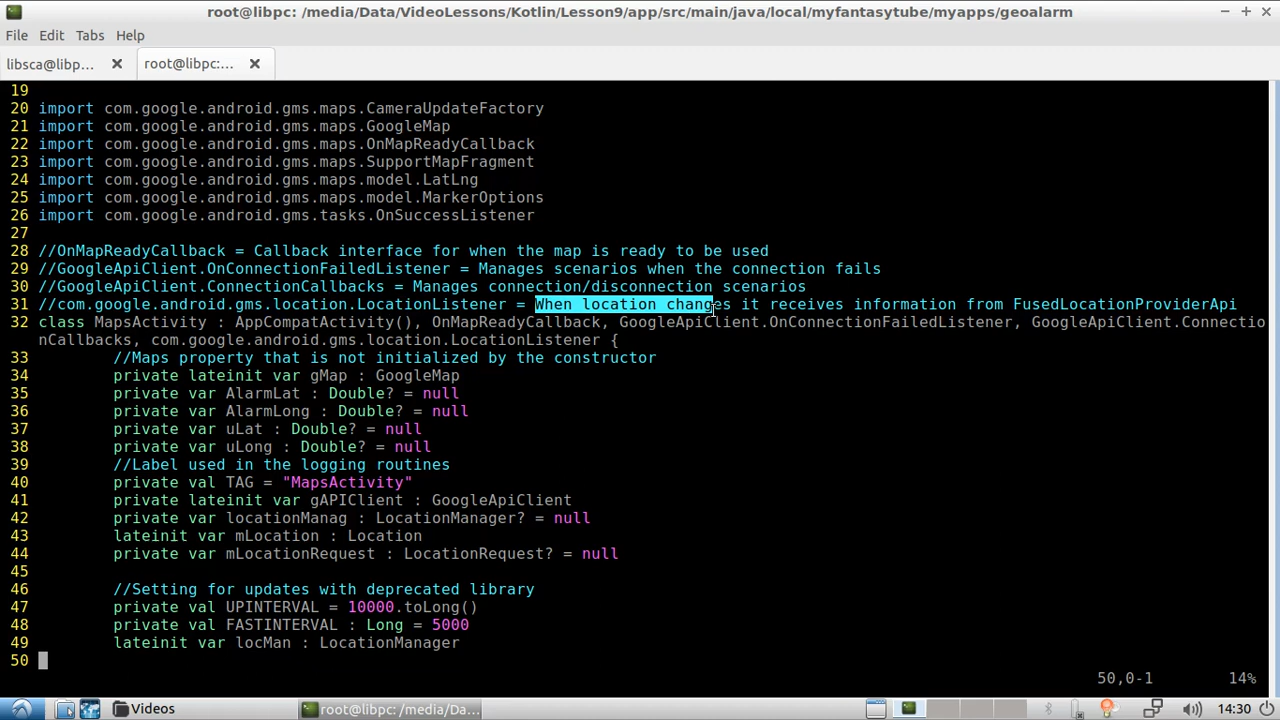 root@libpc: /media/Data/VideoLessons/Kotlin/Lesson9/app/src/main/java/local/myfantasytube/myapps/geoalarm
File Edit Tabs Help
libsca@libp... root@libpc:...
19
20 import com.google.android.gms.maps.CameraUpdateFactory
21 import com.google.android.gms.maps.GoogleMap
22 import com.google.android.gms.maps.OnMapReadyCallback
23 import com.google.android.gms.maps.SupportMapFragment
24 import com.google.android.gms.maps.model.LatLng
25 import com.google.android.gms.maps.model.MarkerOptions
26 import com.google.android.gms.tasks.OnSuccessListener
27
28 //OnMapReadyCallback = Callback interface for when the map is ready to be used
29 //GoogleApiClient.OnConnectionFailedListener = Manages scenarios when the connection fails
30 //GoogleApiClient.ConnectionCallbacks = Manages connection/disconnection scenarios
31 //com.google.android.gms.location.LocationListener = When location changes it receives information from FusedLocationProviderApi
32 class MapsActivity : AppCompatActivity(), OnMapReadyCallback, GoogleApiClient.OnConnectionFailedListener, GoogleApiClient.Connectio
nCallbacks, com.google.android.gms.location.LocationListener {
33 //Maps property that is not initialized by the constructor
34 private lateinit var gMap : GoogleMap
35 private var AlarmLat : Double? = null
36 private var AlarmLong : Double? = null
37 private var uLat : Double? = null
38 private var uLong : Double? = null
39 //Label used in the logging routines
40 private val TAG = "MapsActivity"
41 private lateinit var gAPIClient : GoogleApiClient
42 private var locationManag : LocationManager? = null
43 lateinit var mLocation : Location
44 private var mLocationRequest : LocationRequest? = null
45
46 //Setting for updates with deprecated library
47 private val UPINTERVAL = 10000.toLong()
48 private val FASTINTERVAL : Long = 5000
49 lateinit var locMan : LocationManager
50
50,0-1 14%
Videos root@libpc: /media/Da... 14:30